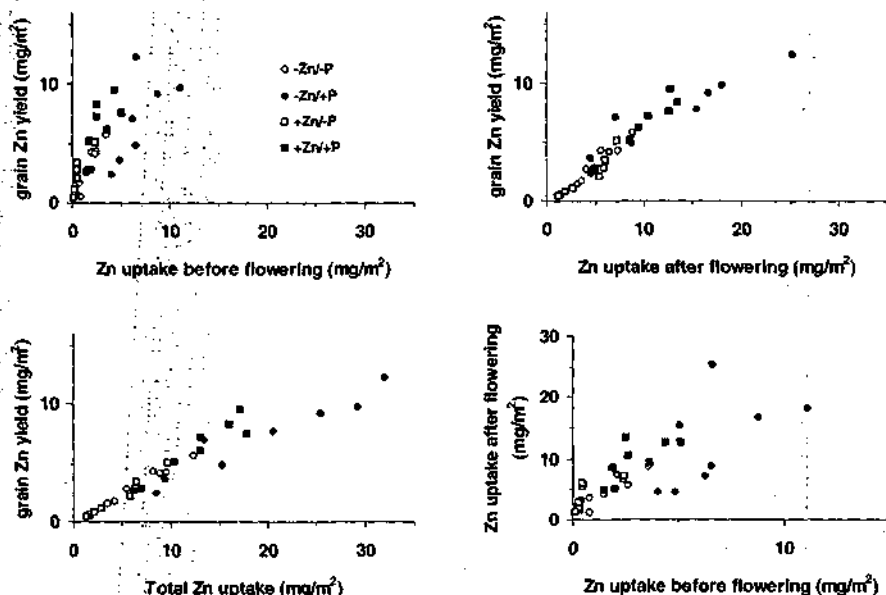 grain Zn yield (mg/m²)
10
0
0 10 20 30
Zn uptake before flowering (mg/m²)
-Zn/-P
-Zn/+P
+Zn/-P
+Zn/+P
grain Zn yield (mg/m²)
10
0
0 10 20 30
Zn uptake after flowering (mg/m²)
grain Zn yield (mg/m²)
10
0
0 10 20 30
Total Zn uptake (mg/m²)
Zn uptake after flowering
(mg/m²)
30
20
10
0
0 10
Zn uptake before flowering (mg/m²)